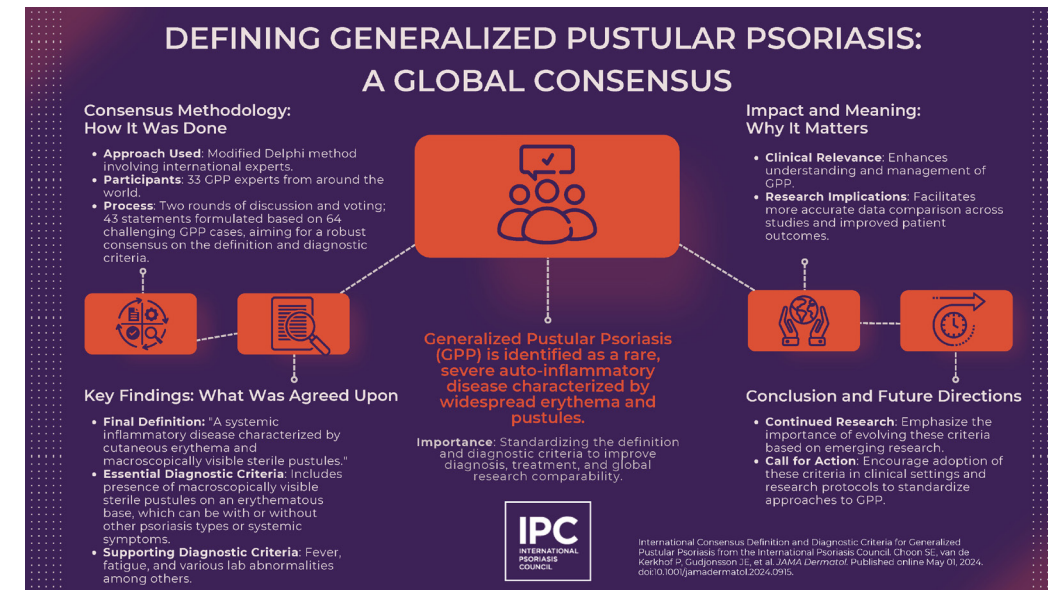 DEFINING GENERALIZED PUSTULAR PSORIASIS:
A GLOBAL CONSENSUS
Consensus Methodology:
How It Was Done
• Approach Used: Modified Delphi method
involving international experts.
• Participants: 33 GPP experts from around the
world.
• Process: Two rounds of discussion and voting;
43 statements formulated based on 64
challenging GPP cases, aiming for a robust
consensus on the definition and diagnostic
criteria.
Key Findings: What Was Agreed Upon
• Final Definition: "A systemic
inflammatory disease characterized by
cutaneous erythema and
macroscopically visible sterile pustules."
• Essential Diagnostic Criteria: Includes
presence of macroscopically visible
sterile pustules on an erythematous
base, which can be with or without
other psoriasis types or systemic
symptoms.
• Supporting Diagnostic Criteria: Fever,
fatigue, and various lab abnormalities
among others.
Generalized Pustular Psoriasis
(GPP) is identified as a rare,
severe auto-inflammatory
disease characterized by
widespread erythema and
pustules.
Importance: Standardizing the definition
and diagnostic criteria to improve
diagnosis, treatment, and global
research comparability.
IPC
INTERNATIONAL
PSORIASIS
COUNCIL
Impact and Meaning:
Why It Matters
• Clinical Relevance: Enhances
understanding and management of
GPP.
• Research Implications: Facilitates
more accurate data comparison across
studies and improved patient
outcomes.
Conclusion and Future Directions
• Continued Research: Emphasize the
importance of evolving these criteria
based on emerging research.
• Call for Action: Encourage adoption of
these criteria in clinical settings and
research protocols to standardize
approaches to GPP.
International Consensus Definition and Diagnostic Criteria for Generalized
Pustular Psoriasis from the International Psoriasis Council. Choon SE, van de
Kerkhof P, Gudjonsson JE, et al. JAMA Dermatol. Published online May 01, 2024.
doi:10.1001/jamadermatol.2024.0915.